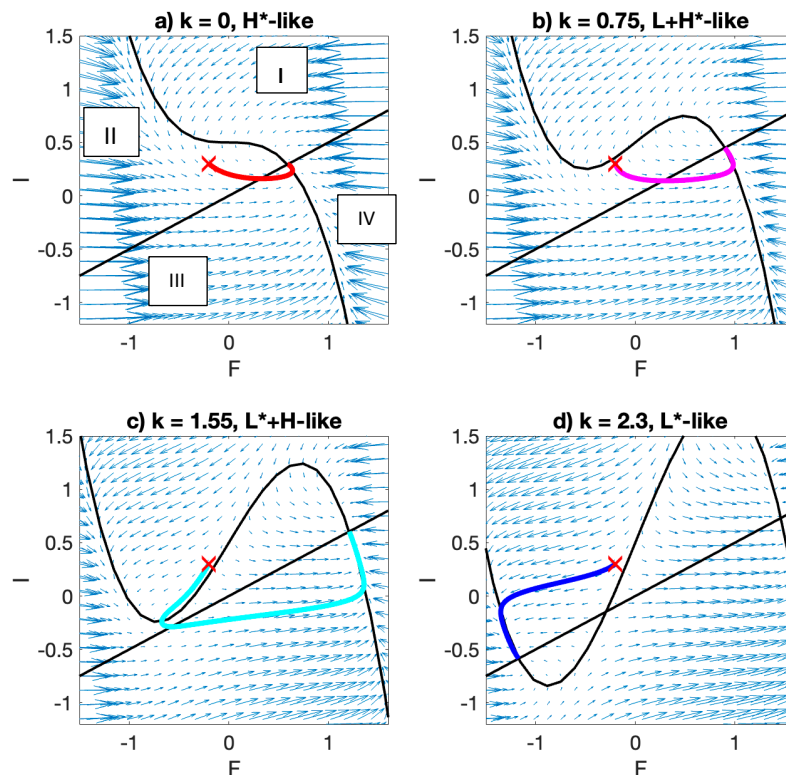 a) k = 0, H*-like
1.5
1
0.5
0
-0.5
-1
I
I
II
III
IV
-1
0
1
F
b) k = 0.75, L+H*-like
1.5
1
0.5
0
-0.5
-1
I
-1
0
1
F
c) k = 1.55, L*+H-like
1.5
1
0.5
0
-0.5
-1
I
-1
0
1
F
d) k = 2.3, L*-like
1.5
1
0.5
0
-0.5
-1
I
-1
0
1
F